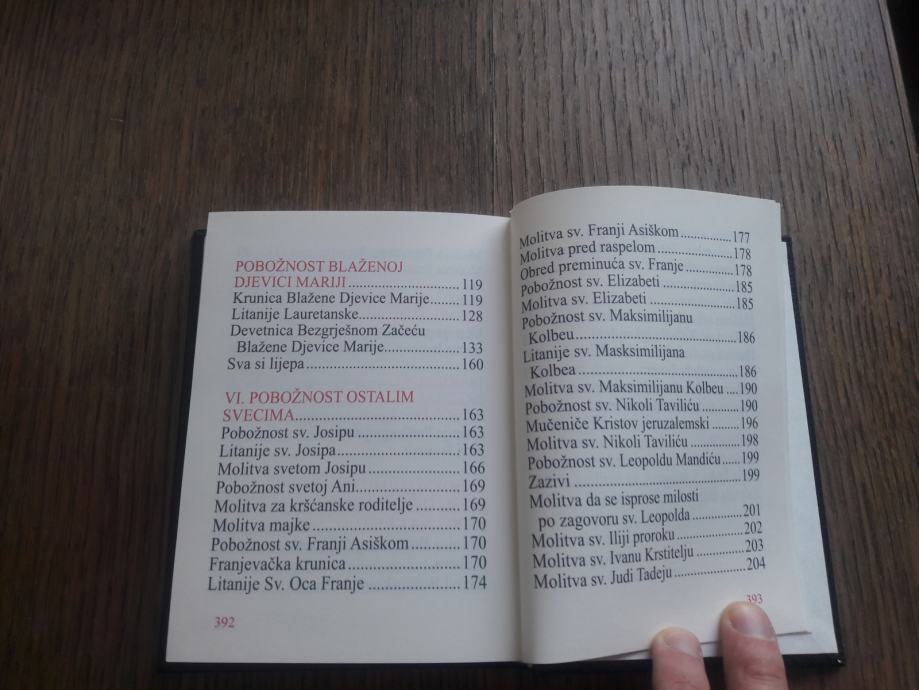 POBOŽNOST BLAŽENOJ
DJEVICI MARIJI ........................ 119
Krunica Blažene Djevice Marije...... 119
Litanije Lauretanske..................... 128
Devetnica Bezgrješnom Začeću
Blažene Djevice Marije............... 133
Sva si lijepa ............................... 160
VI. POBOŽNOST OSTALIM
SVECIMA................................... 163
Pobožnost sv. Josipu .................... 163
Litanije sv. Josipa........................ 163
Molitva svetom Josipu .................. 166
Pobožnost svetoj Ani.................... 169
Molitva za kršćanske roditelje ........ 169
Molitva majke ............................. 170
Pobožnost sv. Franji Asiškom ......... 170
Franjevačka krunica ..................... 170
Litanije Sv. Oca Franje ................. 174
392
Molitva sv. Franji Asiškom .............. 177
Molitva pred raspelom ................... 178
Obred preminuća sv. Franje ............ 178
Pobožnost sv. Elizabeti .................. 185
Molitva sv. Elizabeti ...................... 185
Pobožnost sv. Maksimilijanu
Kolbeu ..................................... 186
Litanije sv. Masksimilijana
Kolbea ..................................... 186
Molitva sv. Maksimilijanu Kolbeu .... 190
Pobožnost sv. Nikoli Taviliću .......... 190
Mučeniče Kristov jeruzalemski ........ 196
Molitva sv. Nikoli Taviliću .............. 198
Pobožnost sv. Leopoldu Mandiću ..... 199
Zazivi ........................................ 199
Molitva da se isprose milosti
po zagovoru sv. Leopolda ............ 201
Molitva sv. Iliji proroku ................. 202
Molitva sv. Ivanu Krstitelju ............ 203
Molitva sv. Judi Tadeju .................. 204
393